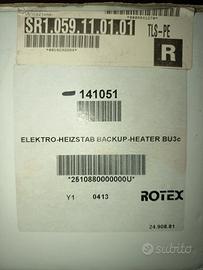 SR1.059.11.01.01
TLS-PE
R
141051
ELEKTRO-HEIZSTAB BACKUP-HEATER BU3c
*2510880000000U*
Y1 0413
ROTEX
24.908.81
subito